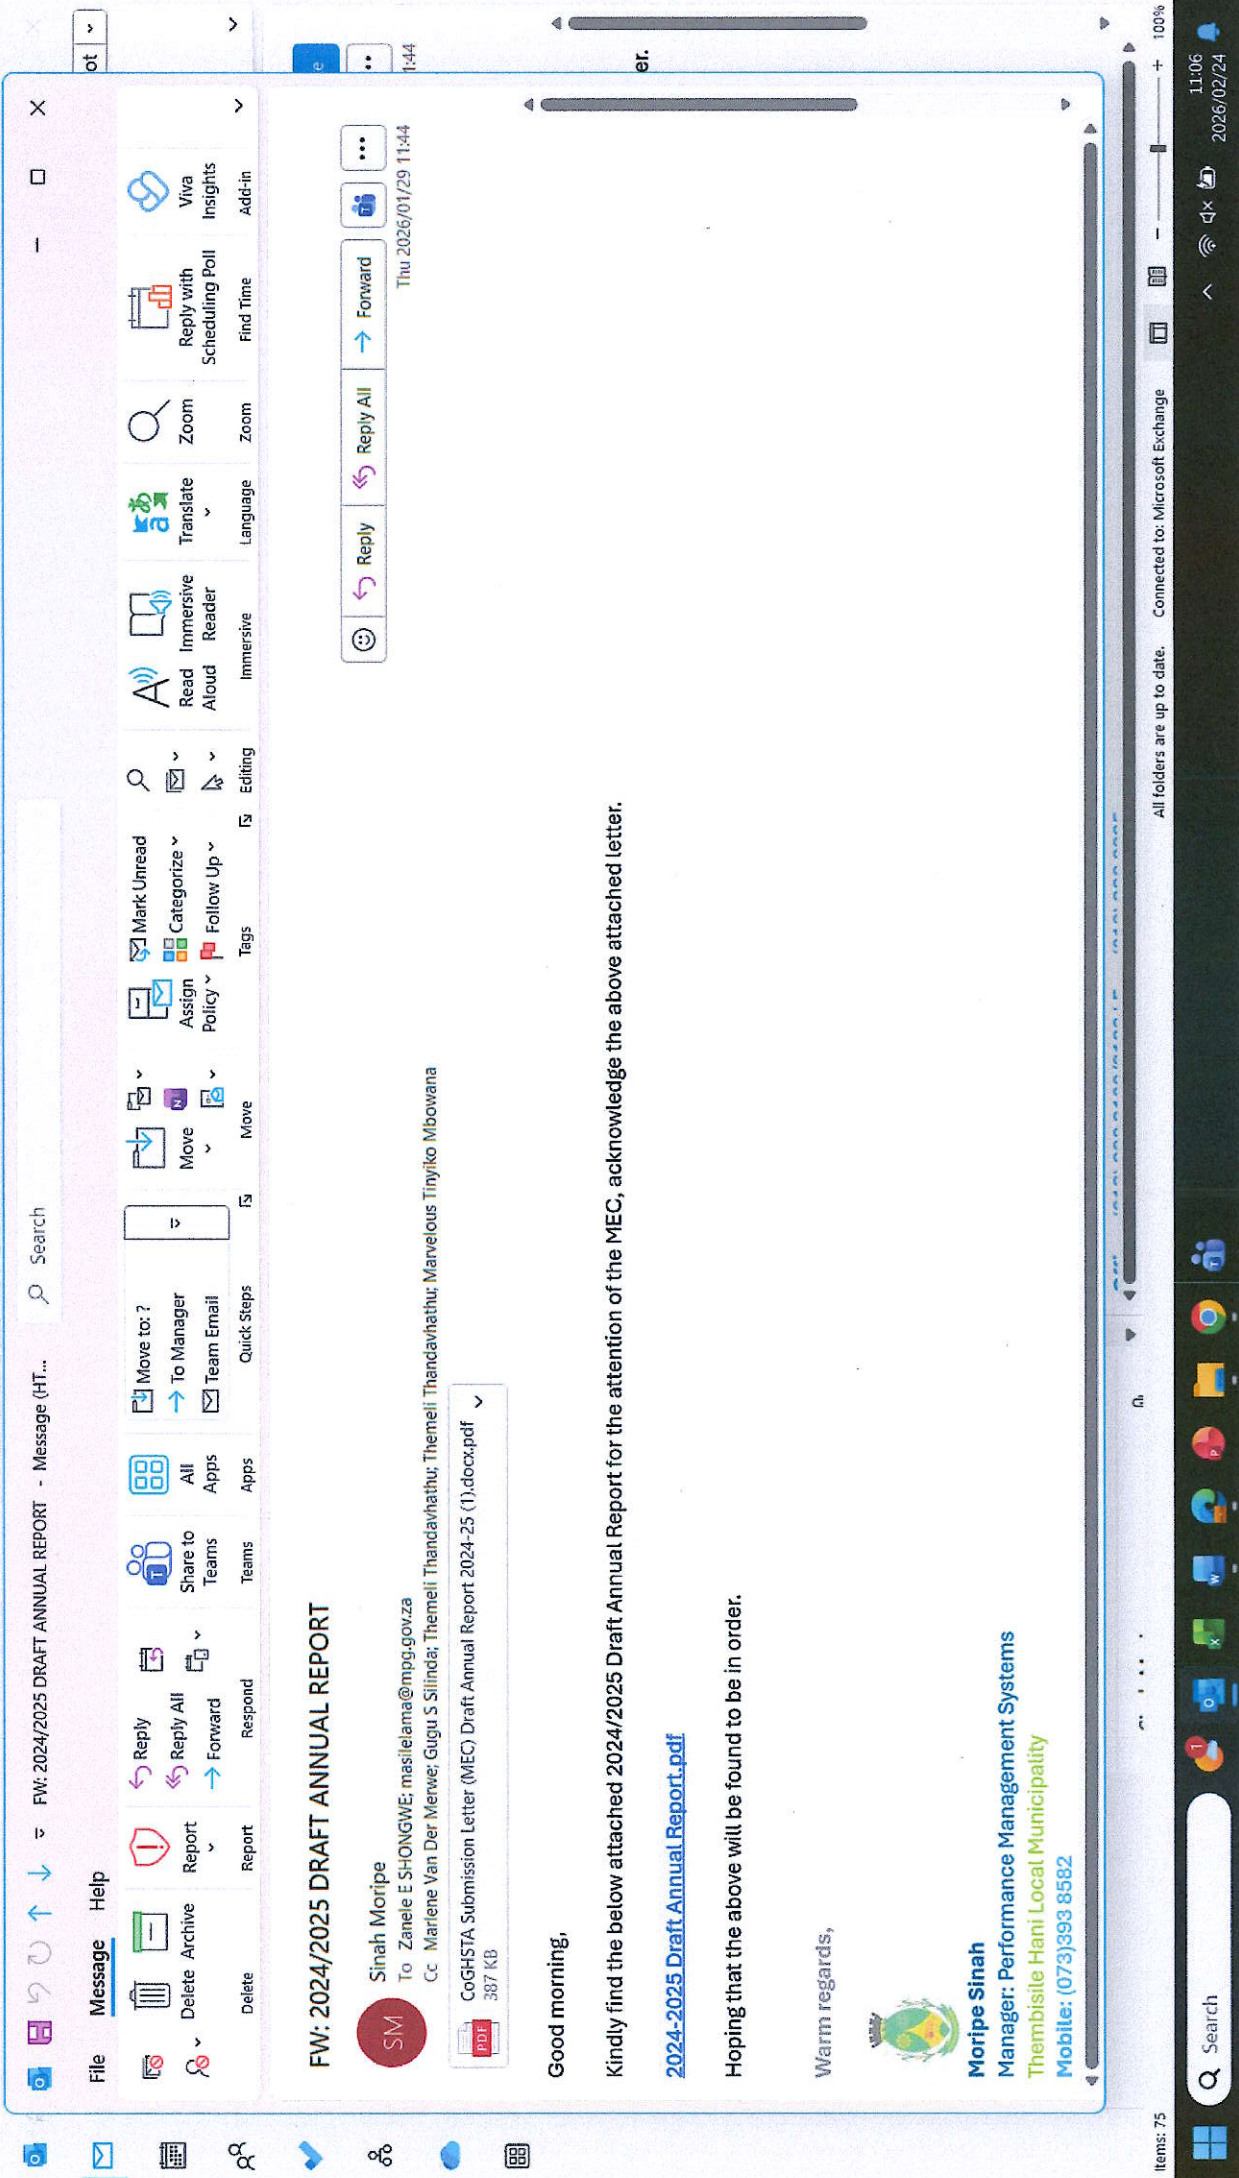 FW: 2024/2025 DRAFT ANNUAL REPORT - Message (HT...
Search
File Message Help
Delete Archive
Report
Reply
Reply All
Forward
Share to Teams
All Apps
Move to: ?
To Manager
Team Email
Move
Assign Policy
Mark Unread
Categorize
Follow Up
Read Aloud
Immersive Reader
Translate
Zoom
Reply with Scheduling Poll
Viva Insights
Delete Report Respond Teams Apps Quick Steps Move Tags Editing Immersive Language Zoom Find Time Add-in
FW: 2024/2025 DRAFT ANNUAL REPORT
SM
Sinah Moripe
To Zanele E SHONGWE; masilelama@mpg.gov.za
Cc Marlene Van Der Merwe; Gugu S Silinda; Themeli Thandavhathu; Themeli Thandavhathu; Marvelous Tinyiko Mbowana
Reply Reply All Forward
Thu 2026/01/29 11:44
CoGHSTA Submission Letter (MEC) Draft Annual Report 2024-25 (1).docx.pdf
387 KB
PDF
Good morning,
Kindly find the below attached 2024/2025 Draft Annual Report for the attention of the MEC, acknowledge the above attached letter.
2024-2025 Draft Annual Report.pdf
Hoping that the above will be found to be in order.
Warm regards,
Moripe Sinah
Manager: Performance Management Systems
Thembisile Hani Local Municipality
Mobile: (073)393 8582
ot
e
1:44
er.
Items: 75
All folders are up to date.
Connected to: Microsoft Exchange
100%
Search
1
11:06
2026/02/24